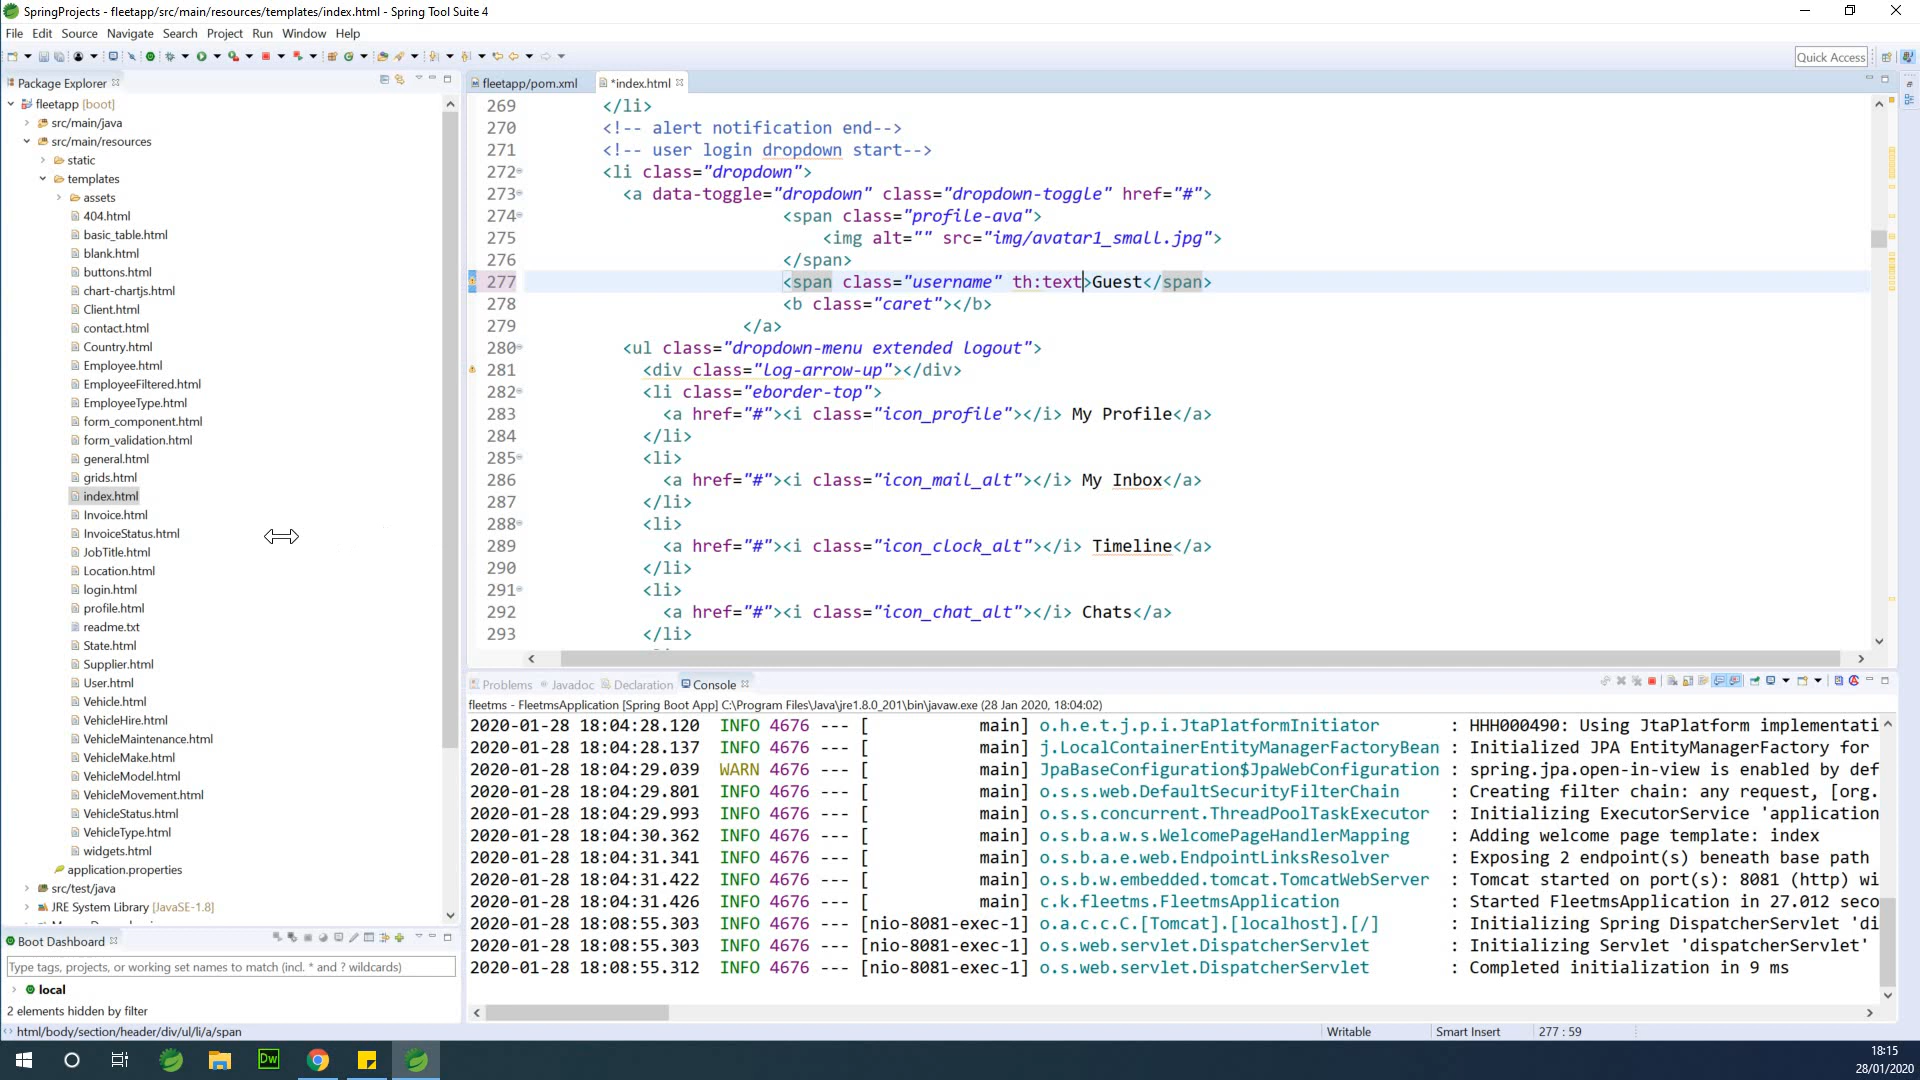 SpringProjects - fleetapp/src/main/resources/templates/index.html - Spring Tool Suite 4
File Edit Source Navigate Search Project Run Window Help
Quick Access
Package Explorer
fleetapp [boot]
src/main/java
src/main/resources
static
templates
assets
404.html
basic_table.html
blank.html
buttons.html
chart-chartjs.html
Client.html
contact.html
Country.html
Employee.html
EmployeeFiltered.html
EmployeeType.html
form_component.html
form_validation.html
general.html
grids.html
index.html
Invoice.html
InvoiceStatus.html
JobTitle.html
Location.html
login.html
profile.html
readme.txt
State.html
Supplier.html
User.html
Vehicle.html
VehicleHire.html
VehicleMaintenance.html
VehicleMake.html
VehicleModel.html
VehicleMovement.html
VehicleStatus.html
VehicleType.html
widgets.html
application.properties
src/test/java
JRE System Library [JavaSE-1.8]
Boot Dashboard
Type tags, projects, or working set names to match (incl. * and ? wildcards)
local
2 elements hidden by filter
fleetapp/pom.xml *index.html
269 </li>
270 <!-- alert notification end-->
271 <!-- user login dropdown start-->
272 <li class="dropdown">
273 <a data-toggle="dropdown" class="dropdown-toggle" href="#">
274 <span class="profile-ava">
275 <img alt="" src="img/avatar1_small.jpg">
276 </span>
277 <span class="username" th:text>Guest</span>
278 <b class="caret"></b>
279 </a>
280 <ul class="dropdown-menu extended logout">
281 <div class="log-arrow-up"></div>
282 <li class="eborder-top">
283 <a href="#"><i class="icon_profile"></i> My Profile</a>
284 </li>
285 <li>
286 <a href="#"><i class="icon_mail_alt"></i> My Inbox</a>
287 </li>
288 <li>
289 <a href="#"><i class="icon_clock_alt"></i> Timeline</a>
290 </li>
291 <li>
292 <a href="#"><i class="icon_chat_alt"></i> Chats</a>
293 </li>
Problems Javadoc Declaration Console
fleetms - FleetmsApplication [Spring Boot App] C:\Program Files\Java\jre1.8.0_201\bin\javaw.exe (28 Jan 2020, 18:04:02)
2020-01-28 18:04:28.120 INFO 4676 --- [ main] o.h.e.t.j.p.i.JtaPlatformInitiator : HHH000490: Using JtaPlatform implementati
2020-01-28 18:04:28.137 INFO 4676 --- [ main] j.LocalContainerEntityManagerFactoryBean : Initialized JPA EntityManagerFactory for
2020-01-28 18:04:29.039 WARN 4676 --- [ main] JpaBaseConfiguration$JpaWebConfiguration : spring.jpa.open-in-view is enabled by def
2020-01-28 18:04:29.801 INFO 4676 --- [ main] o.s.s.web.DefaultSecurityFilterChain : Creating filter chain: any request, [org.
2020-01-28 18:04:29.993 INFO 4676 --- [ main] o.s.s.concurrent.ThreadPoolTaskExecutor : Initializing ExecutorService 'application
2020-01-28 18:04:30.362 INFO 4676 --- [ main] o.s.b.a.w.s.WelcomePageHandlerMapping : Adding welcome page template: index
2020-01-28 18:04:31.341 INFO 4676 --- [ main] o.s.b.a.e.web.EndpointLinksResolver : Exposing 2 endpoint(s) beneath base path
2020-01-28 18:04:31.422 INFO 4676 --- [ main] o.s.b.w.embedded.tomcat.TomcatWebServer : Tomcat started on port(s): 8081 (http) wi
2020-01-28 18:04:31.426 INFO 4676 --- [ main] c.k.fleetms.FleetmsApplication : Started FleetmsApplication in 27.012 seco
2020-01-28 18:08:55.303 INFO 4676 --- [nio-8081-exec-1] o.a.c.c.C.[Tomcat].[localhost].[/] : Initializing Spring DispatcherServlet 'di
2020-01-28 18:08:55.303 INFO 4676 --- [nio-8081-exec-1] o.s.web.servlet.DispatcherServlet : Initializing Servlet 'dispatcherServlet'
2020-01-28 18:08:55.312 INFO 4676 --- [nio-8081-exec-1] o.s.web.servlet.DispatcherServlet : Completed initialization in 9 ms
html/body/section/header/div/ul/li/a/span
Writable Smart Insert 277 : 59
Dw
18:15
28/01/2020